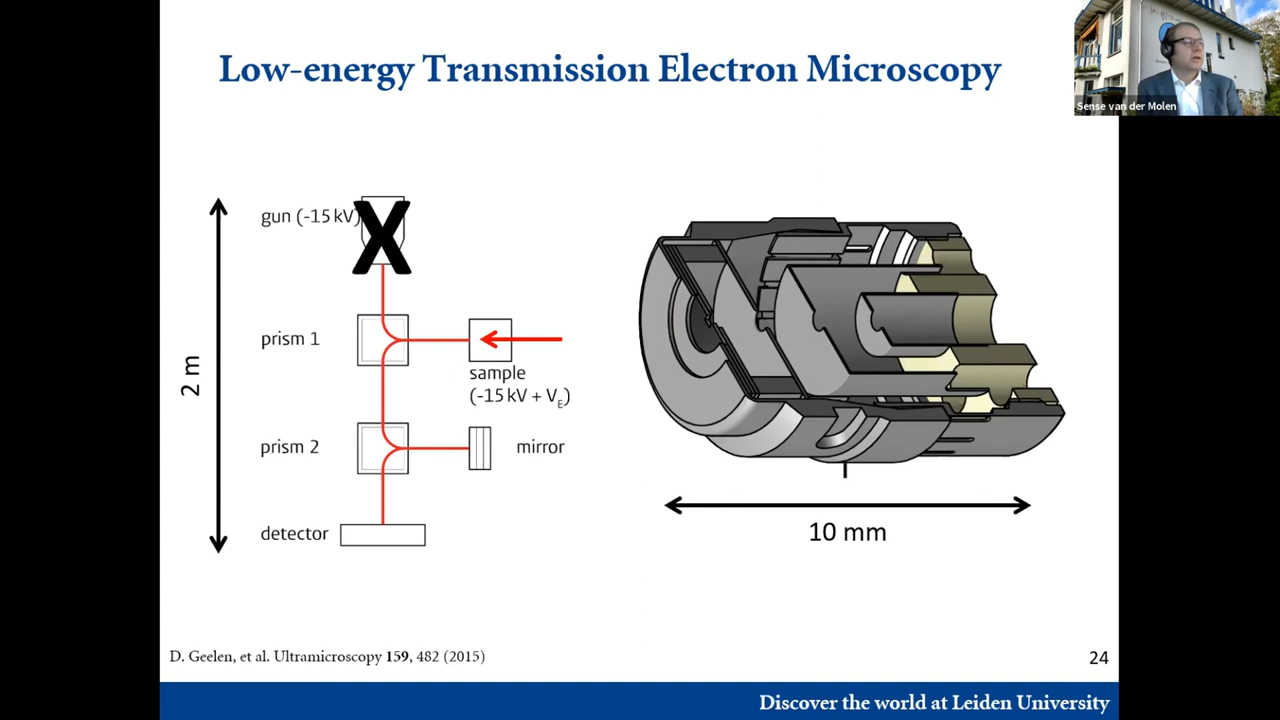 Low-energy Transmission Electron Microscopy
Sense van der Molen
gun (-15 kV)
X
prism 1
sample
(-15 kV + VE)
2 m
prism 2
mirror
detector
10 mm
D. Geelen, et al. Ultramicroscopy 159, 482 (2015)
24
Discover the world at Leiden University